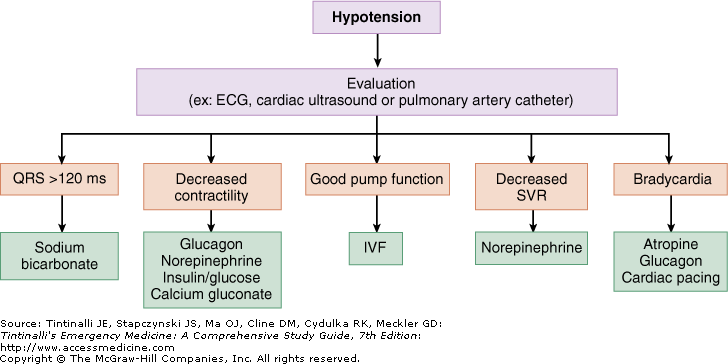 Hypotension
Evaluation
(ex: ECG, cardiac ultrasound or pulmonary artery catheter)
QRS >120 ms
Decreased
contractility
Good pump function
Decreased
SVR
Bradycardia
Sodium
bicarbonate
Glucagon
Norepinephrine
Insulin/glucose
Calcium gluconate
IVF
Norepinephrine
Atropine
Glucagon
Cardiac pacing
Source: Tintinalli JE, Stapczynski JS, Ma OJ, Cline DM, Cydulka RK, Meckler GD:
Tintinalli's Emergency Medicine: A Comprehensive Study Guide, 7th Edition:
http://www.accessmedicine.com
Copyright © The McGraw-Hill Companies, Inc. All rights reserved.